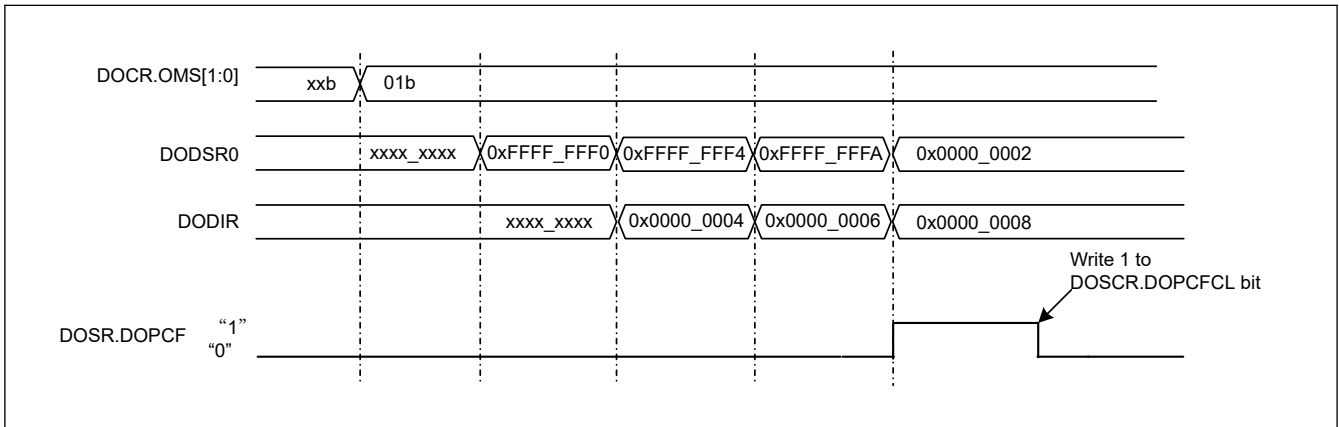 DOCR.OMS[1:0] xxb 01b
DODSR0 xxxx_xxxx 0xFFFF_FFF0 0xFFFF_FFF4 0xFFFF_FFFA 0x0000_0002
DODIR xxxx_xxxx 0x0000_0004 0x0000_0006 0x0000_0008
Write 1 to
DOSCR.DOPCFCL bit
DOSR.DOPCF “1”
“0”